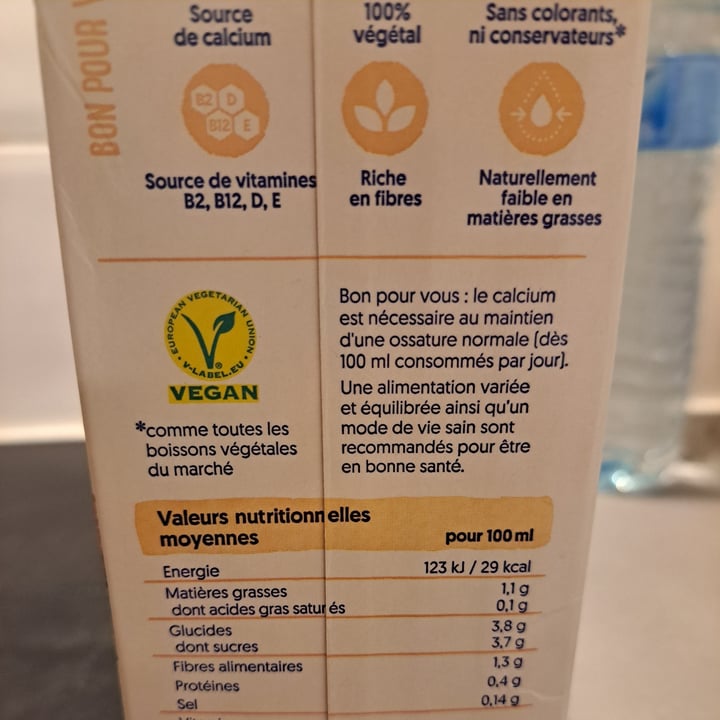 BON POUR
Source
de calcium
100%
végétal
Sans colorants,
ni conservateurs*
B2 D
B12 E
Source de vitamines
B2, B12, D, E
Riche
en fibres
Naturellement
faible en
matières grasses
EUROPEAN VEGETARIAN UNION
V-LABEL.EU
VEGAN
*comme toutes les
boissons végétales
du marché
Bon pour vous : le calcium
est nécessaire au maintien
d'une ossature normale (dès
100 ml consommés par jour).
Une alimentation variée
et équilibrée ainsi qu'un
mode de vie sain sont
recommandés pour être
en bonne santé.
Valeurs nutritionnelles
moyennes pour 100 ml
Energie 123 kJ / 29 kcal
Matières grasses 1,1 g
dont acides gras saturés 0,1 g
Glucides 3,8 g
dont sucres 3,7 g
Fibres alimentaires 1,3 g
Protéines 0,4 g
Sel 0,14 g